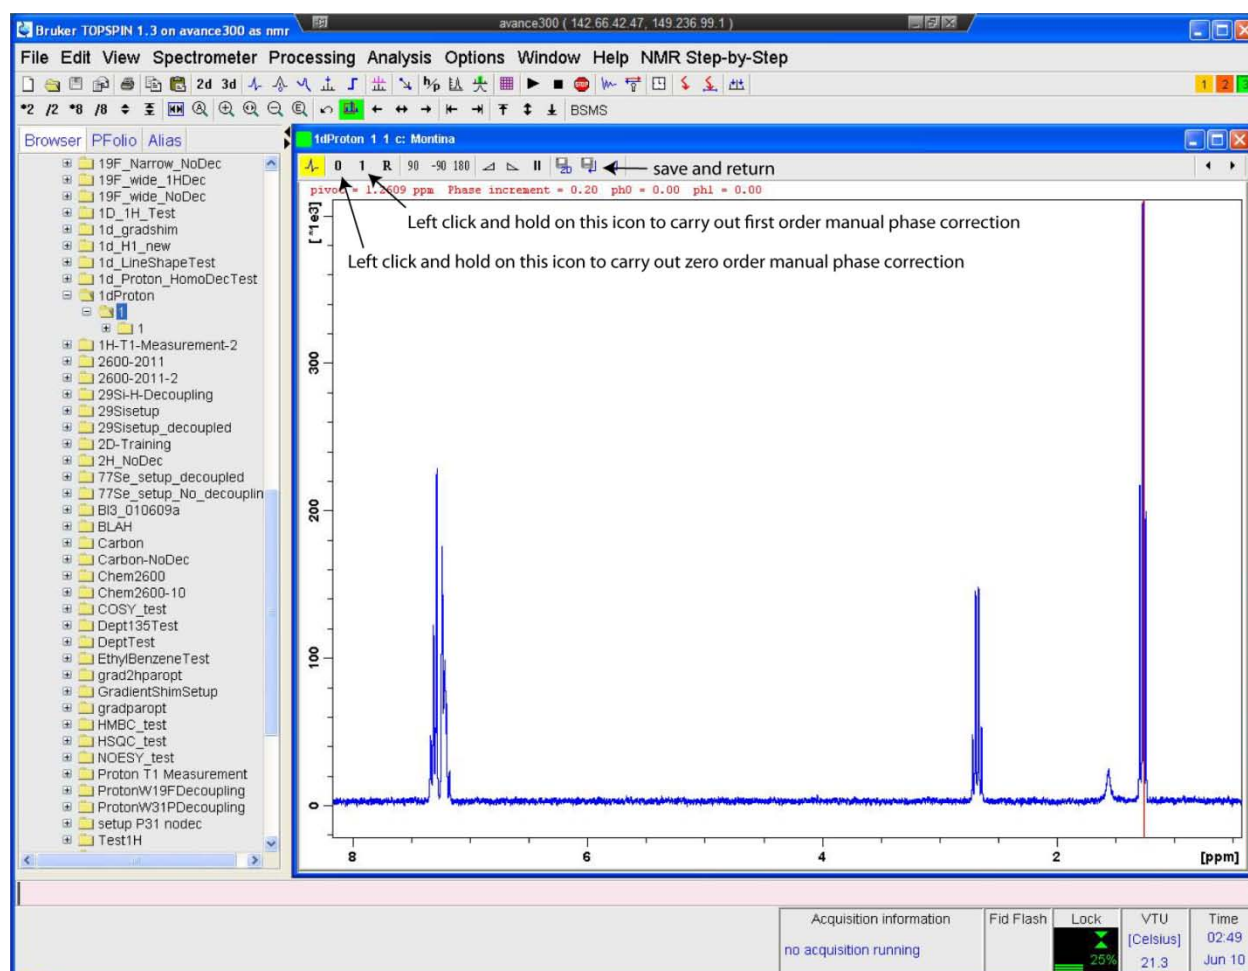 Bruker TOPSPIN 1.3 on avance300 as nmr
avance300 ( 142.66.42.47, 149.236.99.1 )
File Edit View Spectrometer Processing Analysis Options Window Help NMR Step-by-Step
2d 3d
1 2 3
*2 /2 *8 /8 BSMS
Browser PFolio Alias
19F_Narrow_NoDec
19F_wide_1HDec
19F_wide_NoDec
1D_1H_Test
1d_gradshim
1d_H1_new
1d_LineShapeTest
1d_Proton_HomoDecTest
1dProton
1
1
1H-T1-Measurement-2
2600-2011
2600-2011-2
29Si-H-Decoupling
29Sisetup
29Sisetup_decoupled
2D-Training
2H_NoDec
77Se_setup_decoupled
77Se_setup_No_decouplin
BI3_010609a
BLAH
Carbon
Carbon-NoDec
Chem2600
Chem2600-10
COSY_test
Dept135Test
DeptTest
EthylBenzeneTest
grad2hparopt
GradientShimSetup
gradparopt
HMBC_test
HSQC_test
NOESY_test
Proton T1 Measurement
ProtonW19FDecoupling
ProtonW31PDecoupling
setup P31 nodec
Test1H
1dProton 1 1 c: Montina
0 1 R 90 -90 180
save and return
pivot = 1.2609 ppm Phase increment = 0.20 ph0 = 0.00 ph1 = 0.00
Left click and hold on this icon to carry out first order manual phase correction
Left click and hold on this icon to carry out zero order manual phase correction
[*1e3]
300
200
100
0
8 6 4 2 [ppm]
Acquisition information
no acquisition running
Fid Flash
Lock
25%
VTU
[Celsius]
21.3
Time
02:49
Jun 10